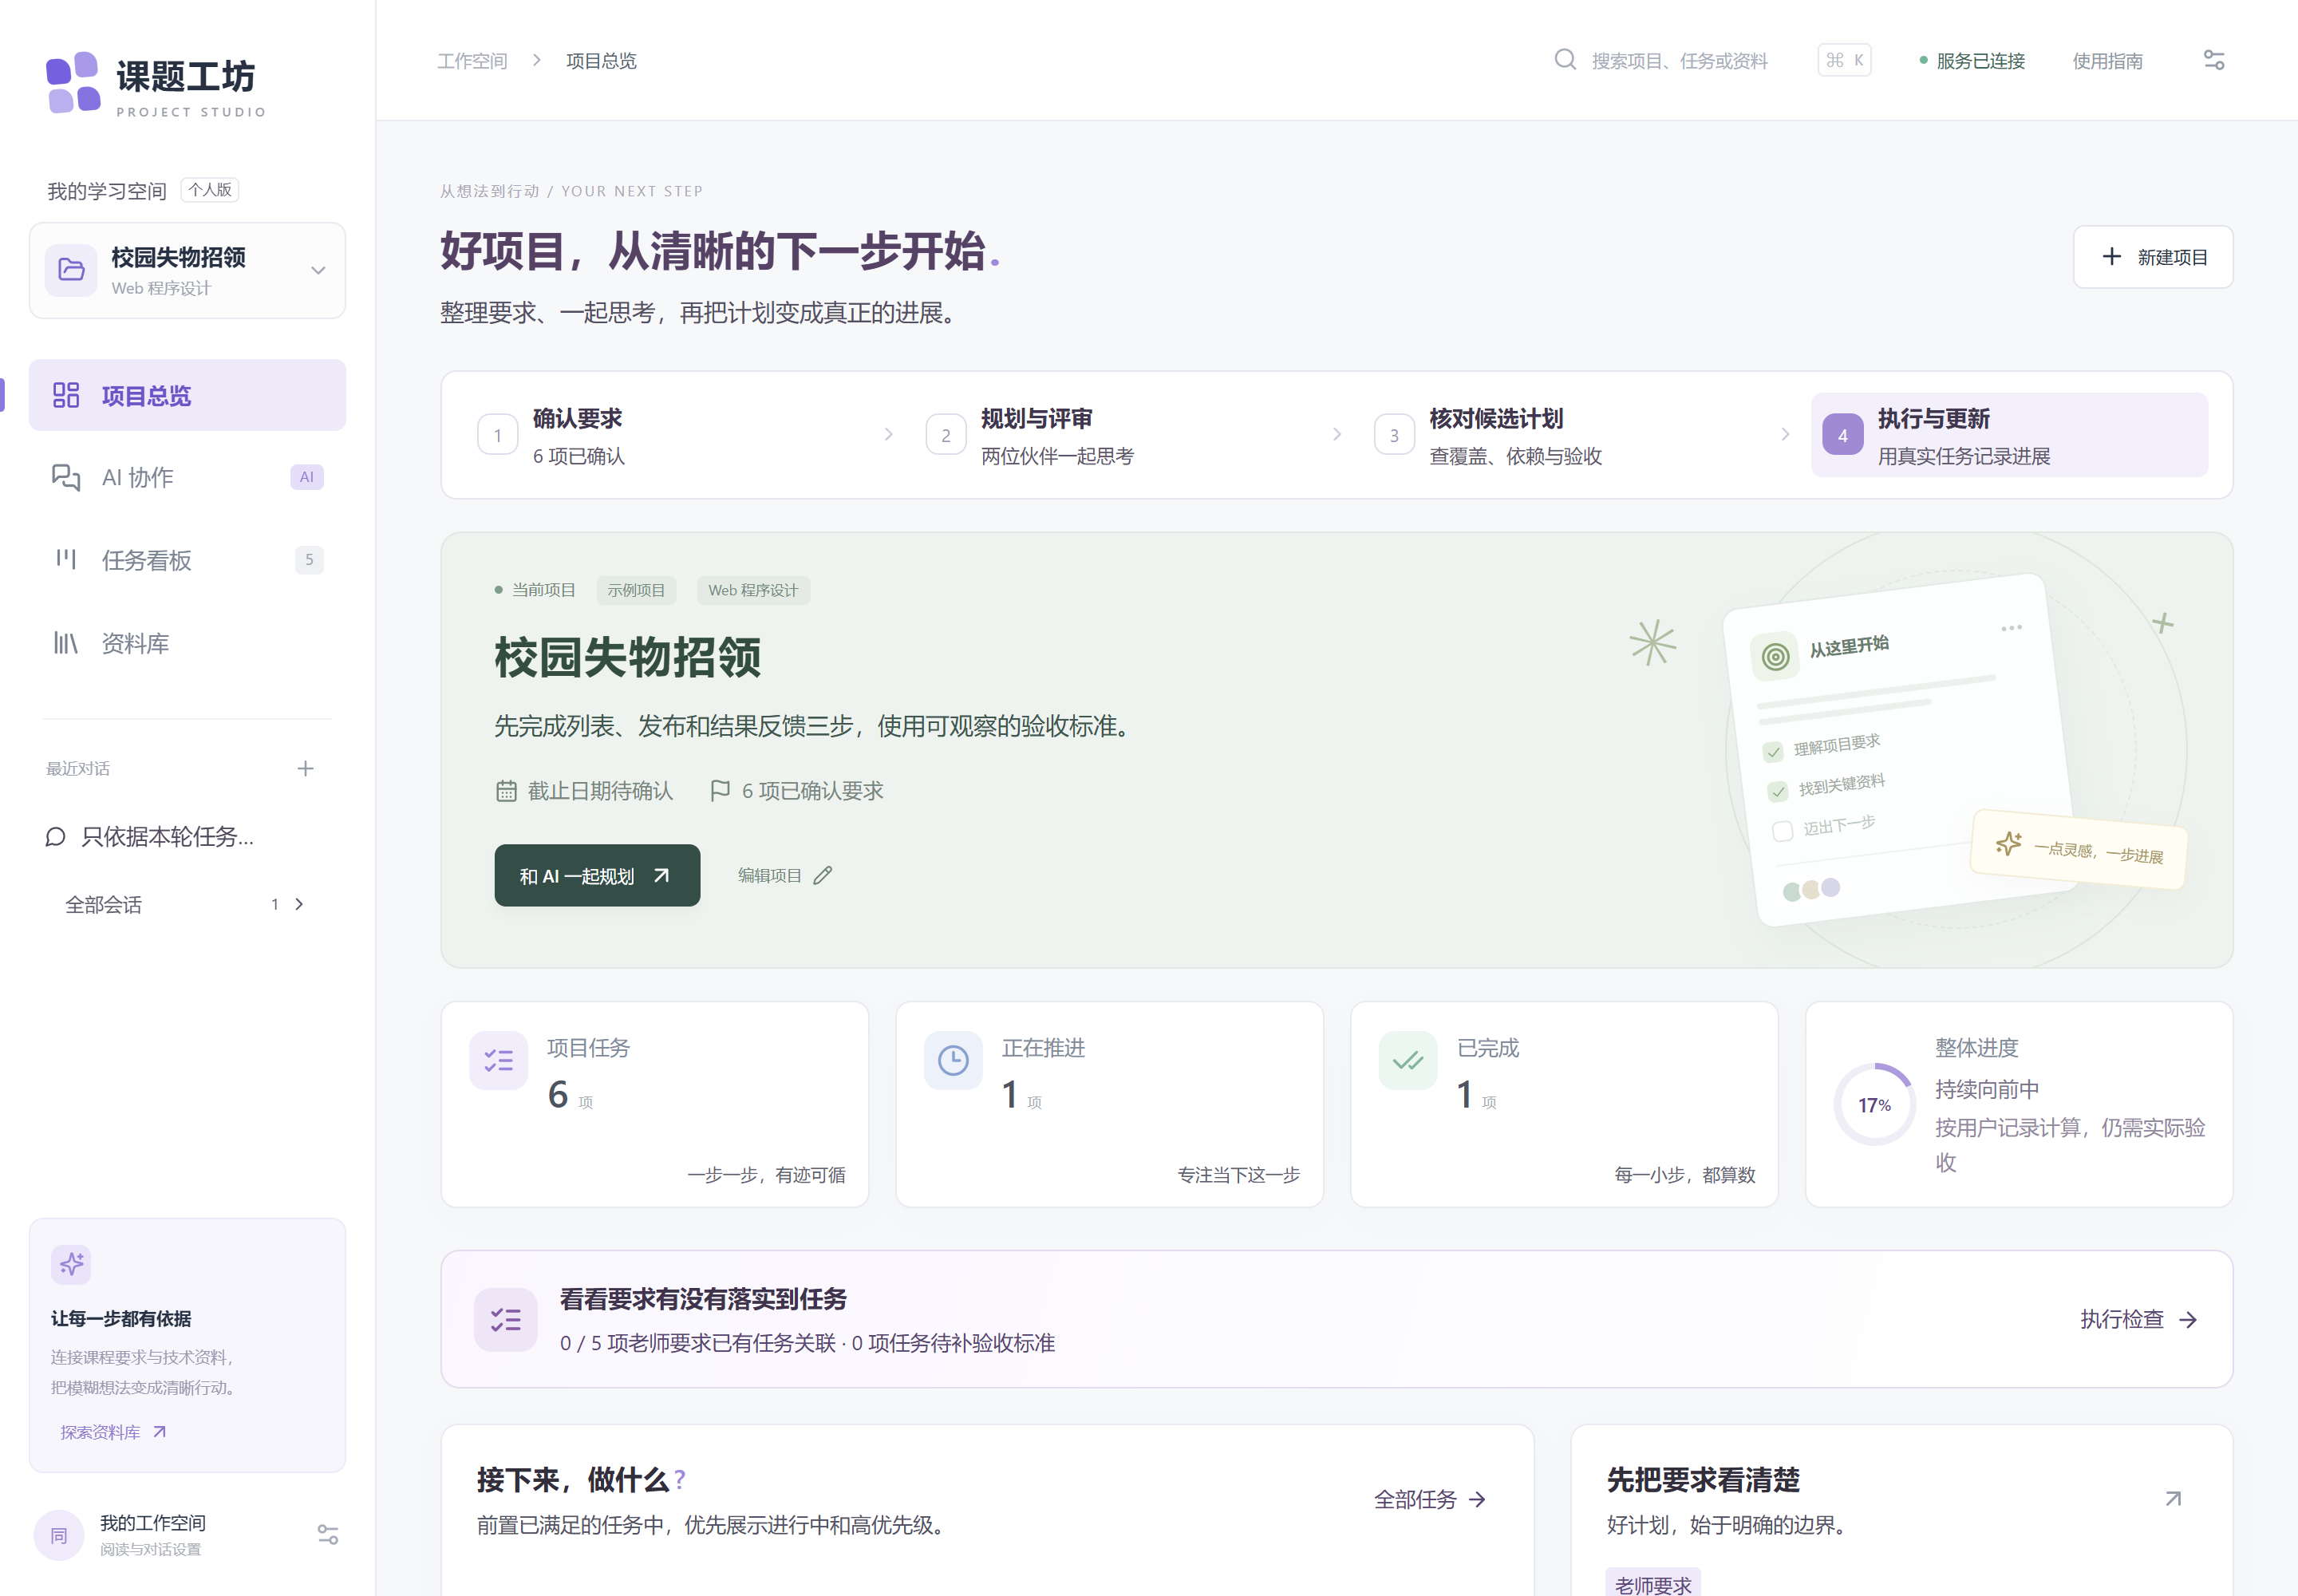 课题工坊
PROJECT STUDIO
我的学习空间 个人版
校园失物招领
Web 程序设计
项目总览
AI 协作 AI
任务看板 5
资料库
最近对话
只依据本轮任务...
全部会话 1
让每一步都有依据
连接课程要求与技术资料，
把模糊想法变成清晰行动。
探索资料库
同
我的工作空间
阅读与对话设置
工作空间 项目总览
搜索项目、任务或资料 ⌘ K 服务已连接 使用指南
从想法到行动 / YOUR NEXT STEP
好项目，从清晰的下一步开始.
整理要求、一起思考，再把计划变成真正的进展。
新建项目
1 确认要求
6 项已确认
2 规划与评审
两位伙伴一起思考
3 核对候选计划
查覆盖、依赖与验收
4 执行与更新
用真实任务记录进展
当前项目 示例项目 Web 程序设计
校园失物招领
先完成列表、发布和结果反馈三步，使用可观察的验收标准。
截止日期待确认 6 项已确认要求
和 AI 一起规划 编辑项目
从这里开始
理解项目要求
找到关键资料
迈出下一步
一点灵感，一步进展
项目任务
6 项
一步一步，有迹可循
正在推进
1 项
专注当下这一步
已完成
1 项
每一小步，都算数
17%
整体进度
持续向前中
按用户记录计算，仍需实际验
收
看看要求有没有落实到任务
0 / 5 项老师要求已有任务关联 · 0 项任务待补验收标准
执行检查
接下来，做什么?
前置已满足的任务中，优先展示进行中和高优先级。
全部任务
先把要求看清楚
好计划，始于明确的边界。
老师要求